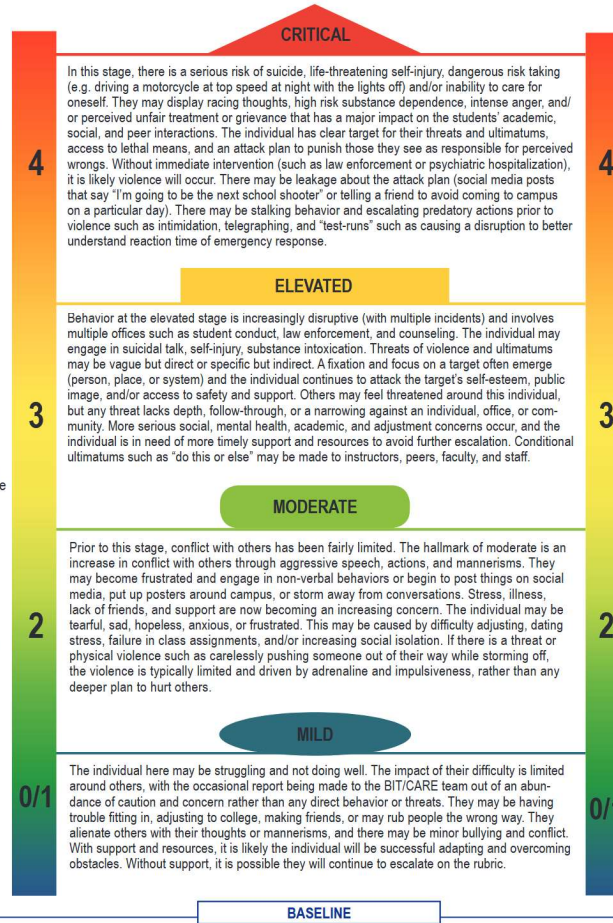 CRITICAL
In this stage, there is a serious risk of suicide, life-threatening self-injury, dangerous risk taking
(e.g. driving a motorcycle at top speed at night with the lights off) and/or inability to care for
oneself. They may display racing thoughts, high risk substance dependence, intense anger, and/
or perceived unfair treatment or grievance that has a major impact on the students' academic,
social, and peer interactions. The individual has clear target for their threats and ultimatums,
access to lethal means, and an attack plan to punish those they see as responsible for perceived
4
wrongs. Without immediate intervention (such as law enforcement or psychiatric hospitalization),
4
it is likely violence will occur. There may be leakage about the attack plan (social media posts
that say "I'm going to be the next school shooter" or telling a friend to avoid coming to campus
on a particular day). There may be stalking behavior and escalating predatory actions prior to
violence such as intimidation, telegraphing, and "test-runs" such as causing a disruption to better
understand reaction time of emergency response.
ELEVATED
Behavior at the elevated stage is increasingly disruptive (with multiple incidents) and involves
multiple offices such as student conduct, law enforcement, and counseling. The individual may
engage in suicidal talk, self-injury, substance intoxication. Threats of violence and ultimatums
may be vague but direct or specific but indirect. A fixation and focus on a target often emerge
(person, place, or system) and the individual continues to attack the target's self-esteem, public
image, and/or access to safety and support. Others may feel threatened around this individual,
3
but any threat lacks depth, follow-through, or a narrowing against an individual, office, or com-
3
munity. More serious social, mental health, academic, and adjustment concerns occur, and the
individual is in need of more timely support and resources to avoid further escalation. Conditional
ultimatums such as "do this or else" may be made to instructors, peers, faculty, and staff.
e
MODERATE
Prior to this stage, conflict with others has been fairly limited. The hallmark of moderate is an
increase in conflict with others through aggressive speech, actions, and mannerisms. They
may become frustrated and engage in non-verbal behaviors or begin to post things on social
media, put up posters around campus, or storm away from conversations. Stress, illness,
2
lack of friends, and support are now becoming an increasing concern. The individual may be
2
tearful, sad, hopeless, anxious, or frustrated. This may be caused by difficulty adjusting, dating
stress, failure in class assignments, and/or increasing social isolation. If there is a threat or
physical violence such as carelessly pushing someone out of their way while storming off,
the violence is typically limited and driven by adrenaline and impulsiveness, rather than any
deeper plan to hurt others.
MILD
The individual here may be struggling and not doing well. The impact of their difficulty is limited
0/1
around others, with the occasional report being made to the BIT/CARE team out of an abun-
0/
dance of caution and concern rather than any direct behavior or threats. They may be having
trouble fitting in, adjusting to college, making friends, or may rub people the wrong way. They
alienate others with their thoughts or mannerisms, and there may be minor bullying and conflict.
With support and resources, it is likely the individual will be successful adapting and overcoming
obstacles. Without support, it is possible they will continue to escalate on the rubric.
BASELINE